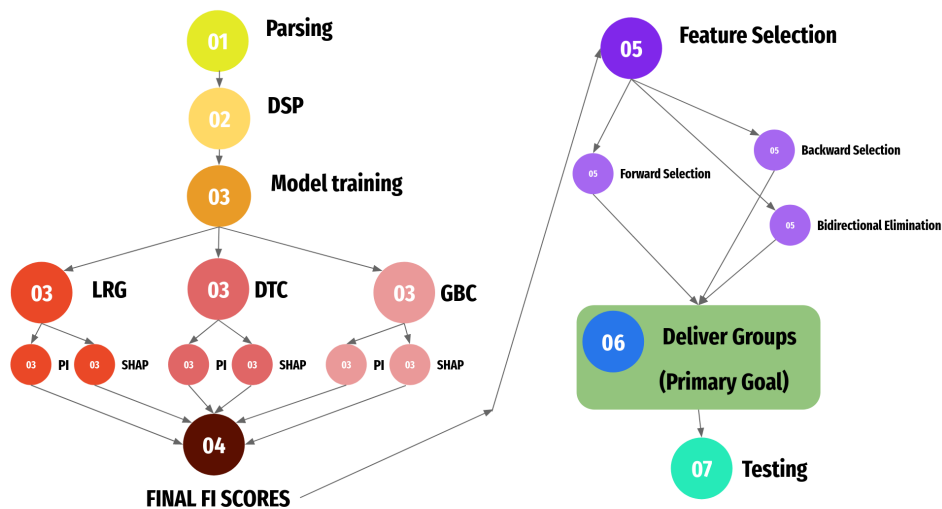 01 Parsing
02 DSP
03 Model training
03 LRG 03 DTC 03 GBC
03 PI 03 SHAP 03 PI 03 SHAP 03 PI 03 SHAP
04
FINAL FI SCORES
05 Feature Selection
05 Backward Selection
05 Forward Selection
05 Bidirectional Elimination
06 Deliver Groups
(Primary Goal)
07 Testing